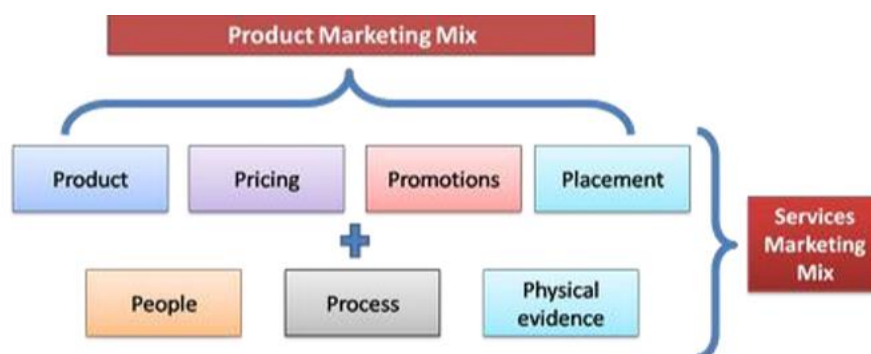 Product Marketing Mix
Product
Pricing
Promotions
Placement
Services
Marketing
Mix
People
Process
Physical
evidence